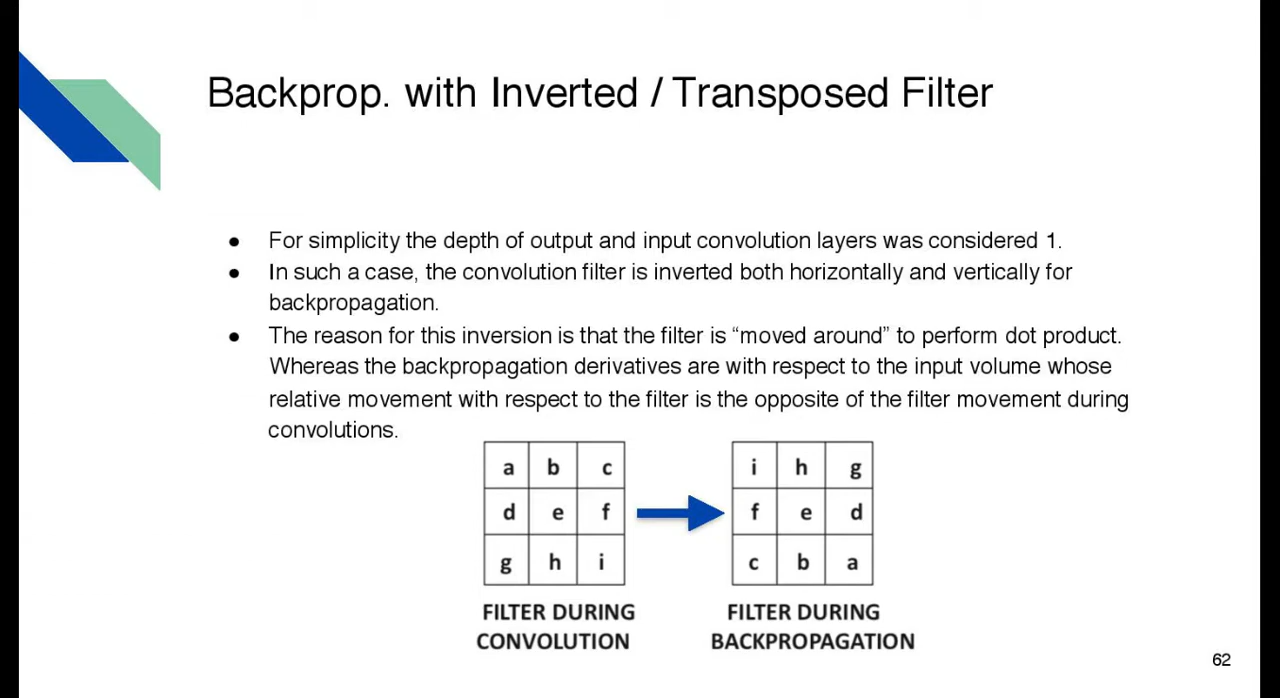 Backprop. with Inverted / Transposed Filter
● For simplicity the depth of output and input convolution layers was considered 1.
● In such a case, the convolution filter is inverted both horizontally and vertically for
backpropagation.
● The reason for this inversion is that the filter is “moved around” to perform dot product.
Whereas the backpropagation derivatives are with respect to the input volume whose
relative movement with respect to the filter is the opposite of the filter movement during
convolutions.
a b c
d e f
g h i
FILTER DURING
CONVOLUTION
i h g
f e d
c b a
FILTER DURING
BACKPROPAGATION
62